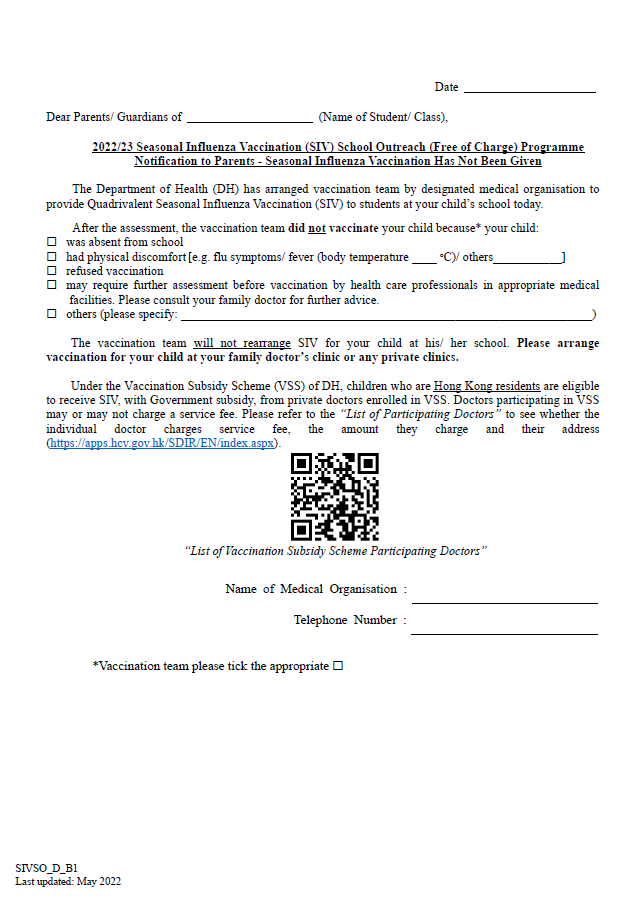 Date ____________________
Dear Parents/ Guardians of ____________________ (Name of Student/ Class),
2022/23 Seasonal Influenza Vaccination (SIV) School Outreach (Free of Charge) Programme
Notification to Parents - Seasonal Influenza Vaccination Has Not Been Given
The Department of Health (DH) has arranged vaccination team by designated medical organisation to
provide Quadrivalent Seasonal Influenza Vaccination (SIV) to students at your child's school today.
After the assessment, the vaccination team did not vaccinate your child because* your child:
☐ was absent from school
☐ had physical discomfort [e.g. flu symptoms/ fever (body temperature ____ °C)/ others___________]
☐ refused vaccination
☐ may require further assessment before vaccination by health care professionals in appropriate medical
facilities. Please consult your family doctor for further advice.
☐ others (please specify: ____________________)
The vaccination team will not rearrange SIV for your child at his/ her school. Please arrange
vaccination for your child at your family doctor's clinic or any private clinics.
Under the Vaccination Subsidy Scheme (VSS) of DH, children who are Hong Kong residents are eligible
to receive SIV, with Government subsidy, from private doctors enrolled in VSS. Doctors participating in VSS
may or may not charge a service fee. Please refer to the "List of Participating Doctors" to see whether the
individual doctor charges service fee, the amount they charge and their address
(https://apps.hcv.gov.hk/SDIR/EN/index.aspx).
"List of Vaccination Subsidy Scheme Participating Doctors"
Name of Medical Organisation : ____________________
Telephone Number : ____________________
*Vaccination team please tick the appropriate ☐
SIVSO_D_B1
Last updated: May 2022